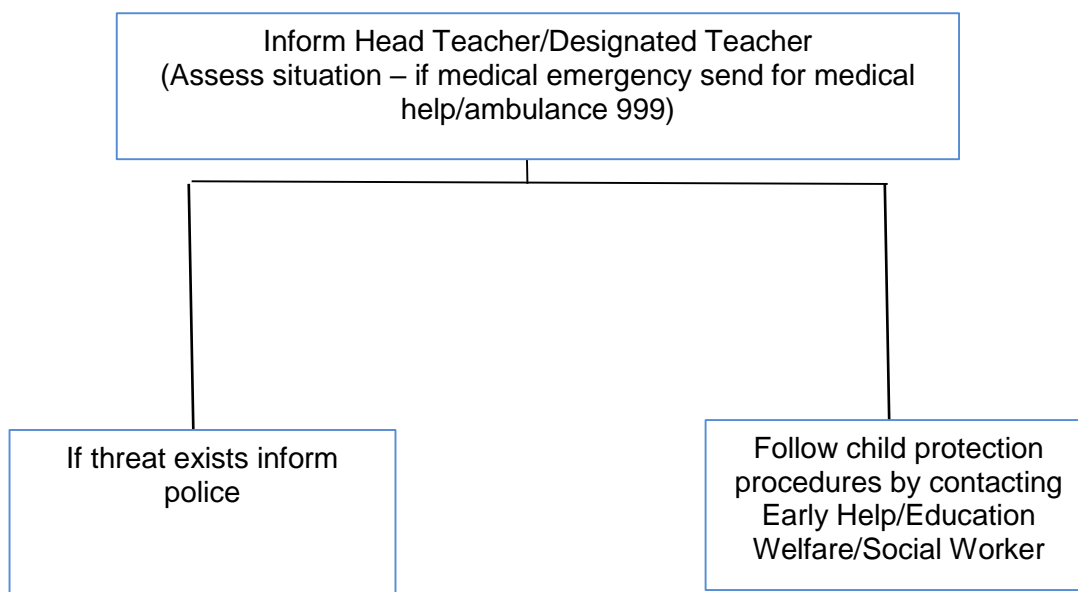 Inform Head Teacher/Designated Teacher
(Assess situation – if medical emergency send for medical
help/ambulance 999)
If threat exists inform
police
Follow child protection
procedures by contacting
Early Help/Education
Welfare/Social Worker